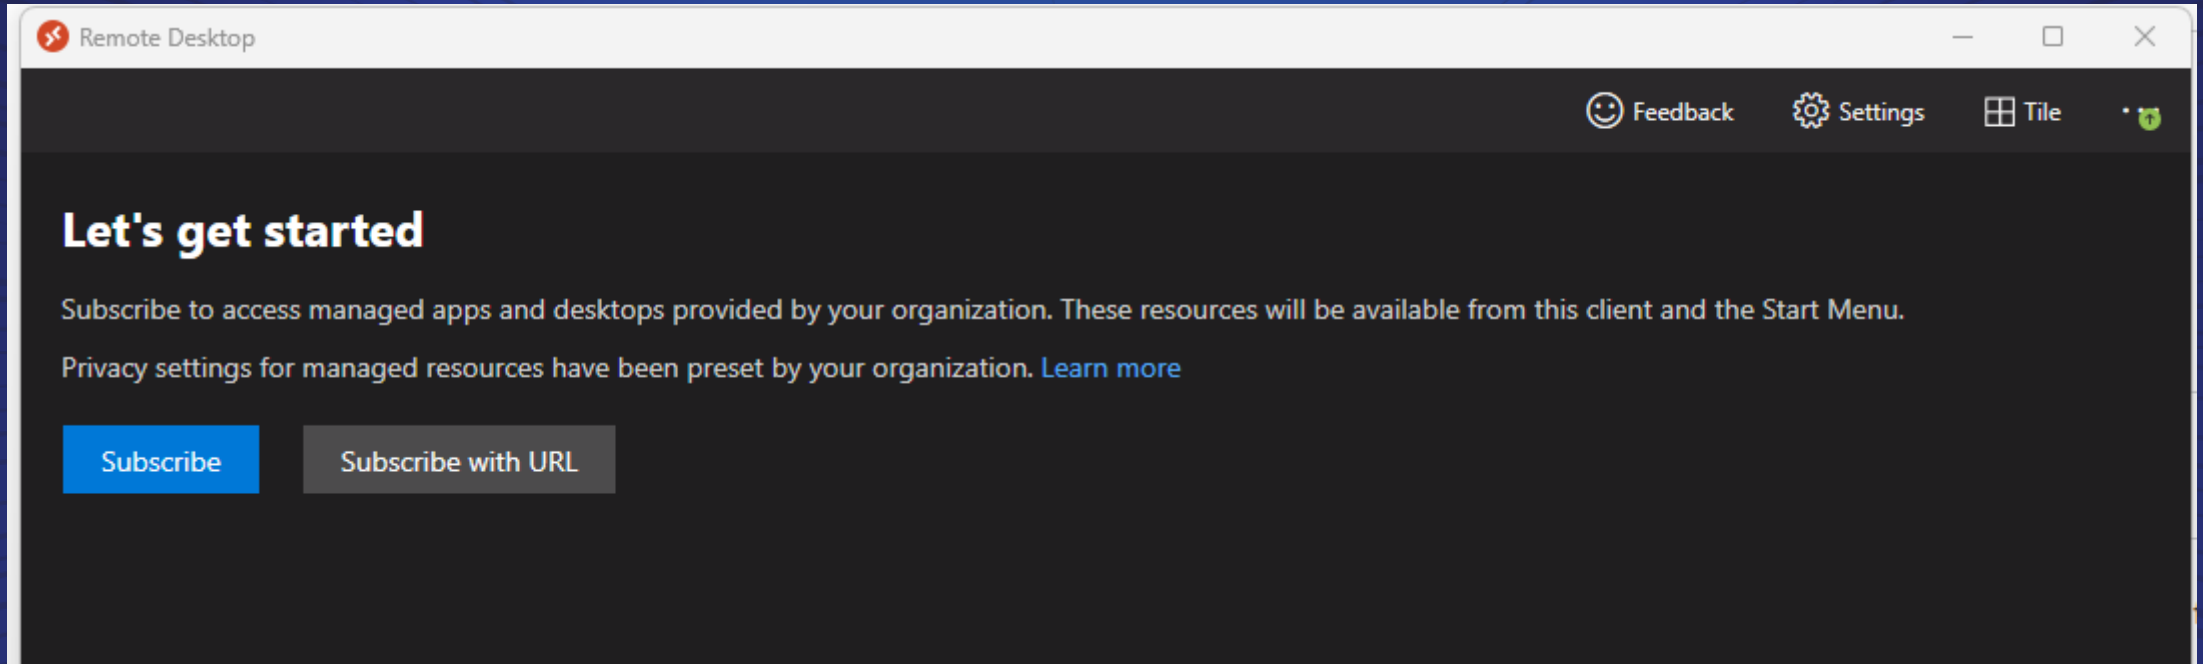 Remote Desktop
Feedback Settings Tile
Let's get started
Subscribe to access managed apps and desktops provided by your organization. These resources will be available from this client and the Start Menu.
Privacy settings for managed resources have been preset by your organization. Learn more
Subscribe Subscribe with URL